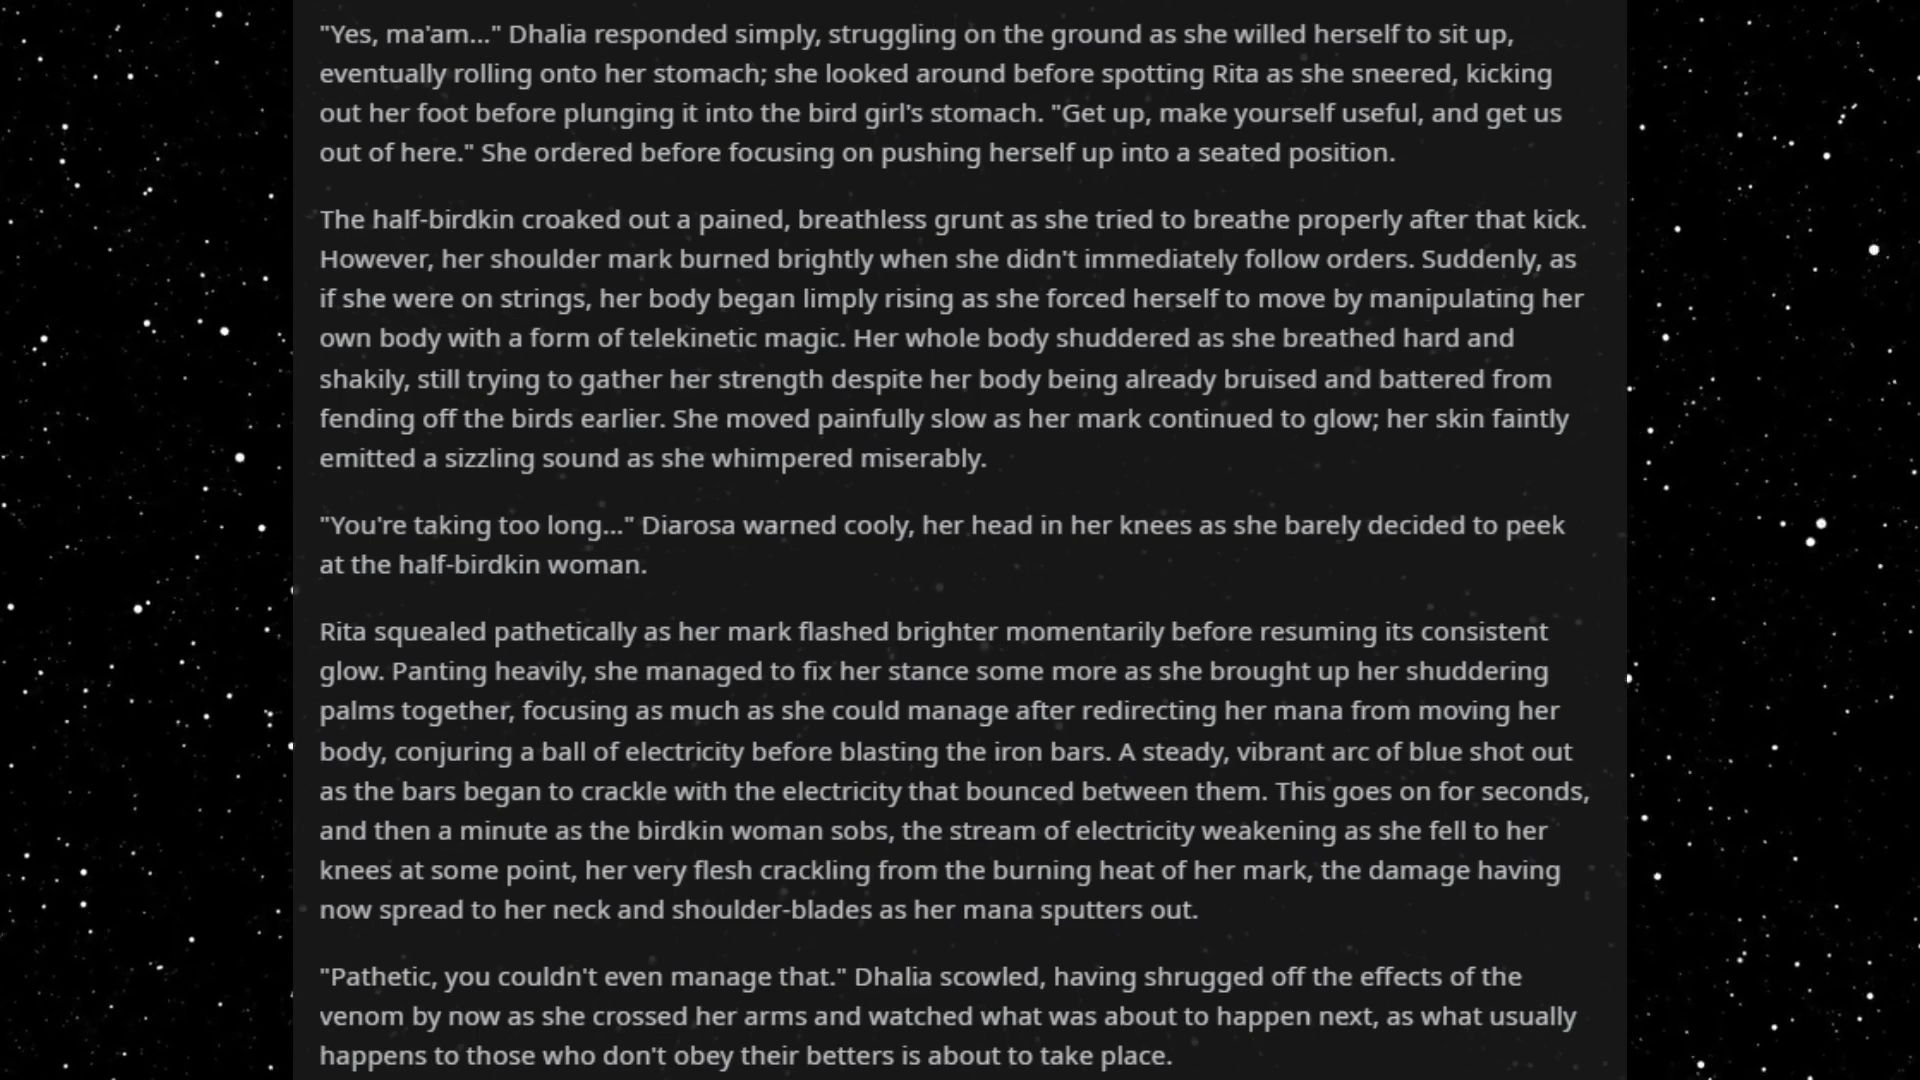 "Yes, ma'am..." Dhalia responded simply, struggling on the ground as she willed herself to sit up,
eventually rolling onto her stomach; she looked around before spotting Rita as she sneered, kicking
out her foot before plunging it into the bird girl's stomach. "Get up, make yourself useful, and get us
out of here." She ordered before focusing on pushing herself up into a seated position.
The half-birdkin croaked out a pained, breathless grunt as she tried to breathe properly after that kick.
However, her shoulder mark burned brightly when she didn't immediately follow orders. Suddenly, as
if she were on strings, her body began limply rising as she forced herself to move by manipulating her
own body with a form of telekinetic magic. Her whole body shuddered as she breathed hard and
shakily, still trying to gather her strength despite her body being already bruised and battered from
fending off the birds earlier. She moved painfully slow as her mark continued to glow; her skin faintly
emitted a sizzling sound as she whimpered miserably.
"You're taking too long..." Diarosa warned cooly, her head in her knees as she barely decided to peek
at the half-birdkin woman.
Rita squealed pathetically as her mark flashed brighter momentarily before resuming its consistent
glow. Panting heavily, she managed to fix her stance some more as she brought up her shuddering
palms together, focusing as much as she could manage after redirecting her mana from moving her
body, conjuring a ball of electricity before blasting the iron bars. A steady, vibrant arc of blue shot out
as the bars began to crackle with the electricity that bounced between them. This goes on for seconds,
and then a minute as the birdkin woman sobs, the stream of electricity weakening as she fell to her
knees at some point, her very flesh crackling from the burning heat of her mark, the damage having
now spread to her neck and shoulder-blades as her mana sputters out.
"Pathetic, you couldn't even manage that." Dhalia scowled, having shrugged off the effects of the
venom by now as she crossed her arms and watched what was about to happen next, as what usually
happens to those who don't obey their betters is about to take place.